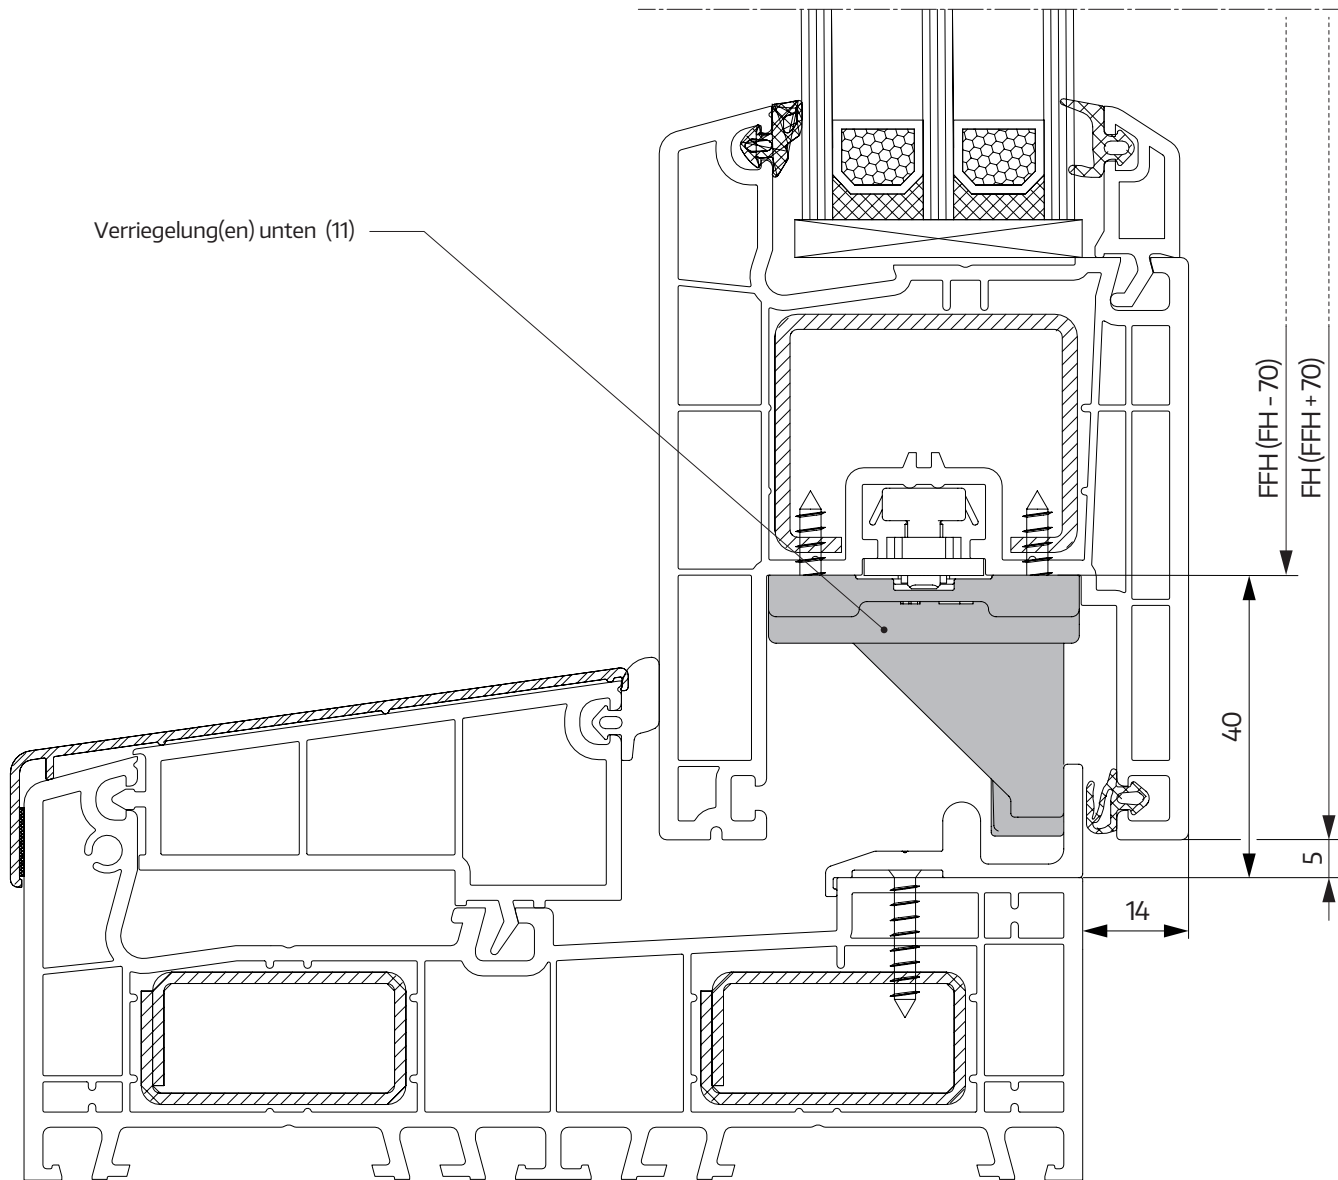 Verriegelung(en) unten (11)
FFH (FH - 70)
FH (FFH + 70)
40
5
14